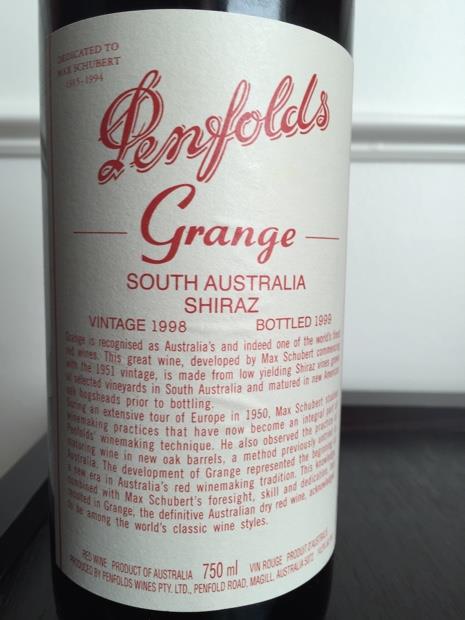 DEDICATED TO
MAX SCHUBERT
1915-1994
Penfolds
Grange
SOUTH AUSTRALIA
SHIRAZ
VINTAGE 1998 BOTTLED 1999
Grange is recognised as Australia's and indeed one of the world's finest
red wines. This great wine, developed by Max Schubert commencing
with the 1951 vintage, is made from low yielding Shiraz vines grown
at selected vineyards in South Australia and matured in new American
oak hogsheads prior to bottling.
During an extensive tour of Europe in 1950, Max Schubert studied
winemaking practices that have now become an integral part of
Penfolds' winemaking technique. He also observed the practice of
maturing wine in new oak barrels, a method previously untried in
Australia. The development of Grange represented the beginning of
a new era in Australia's red winemaking tradition. This knowledge,
combined with Max Schubert's foresight, skill and dedication,
resulted in Grange, the definitive Australian dry red wine, acknowledged
to be among the world's classic wine styles.
RED WINE PRODUCT OF AUSTRALIA 750 ml VIN ROUGE PRODUIT D'AUSTRALIE
PRODUCED BY PENFOLDS WINES PTY. LTD., PENFOLD ROAD, MAGILL, AUSTRALIA 5072.